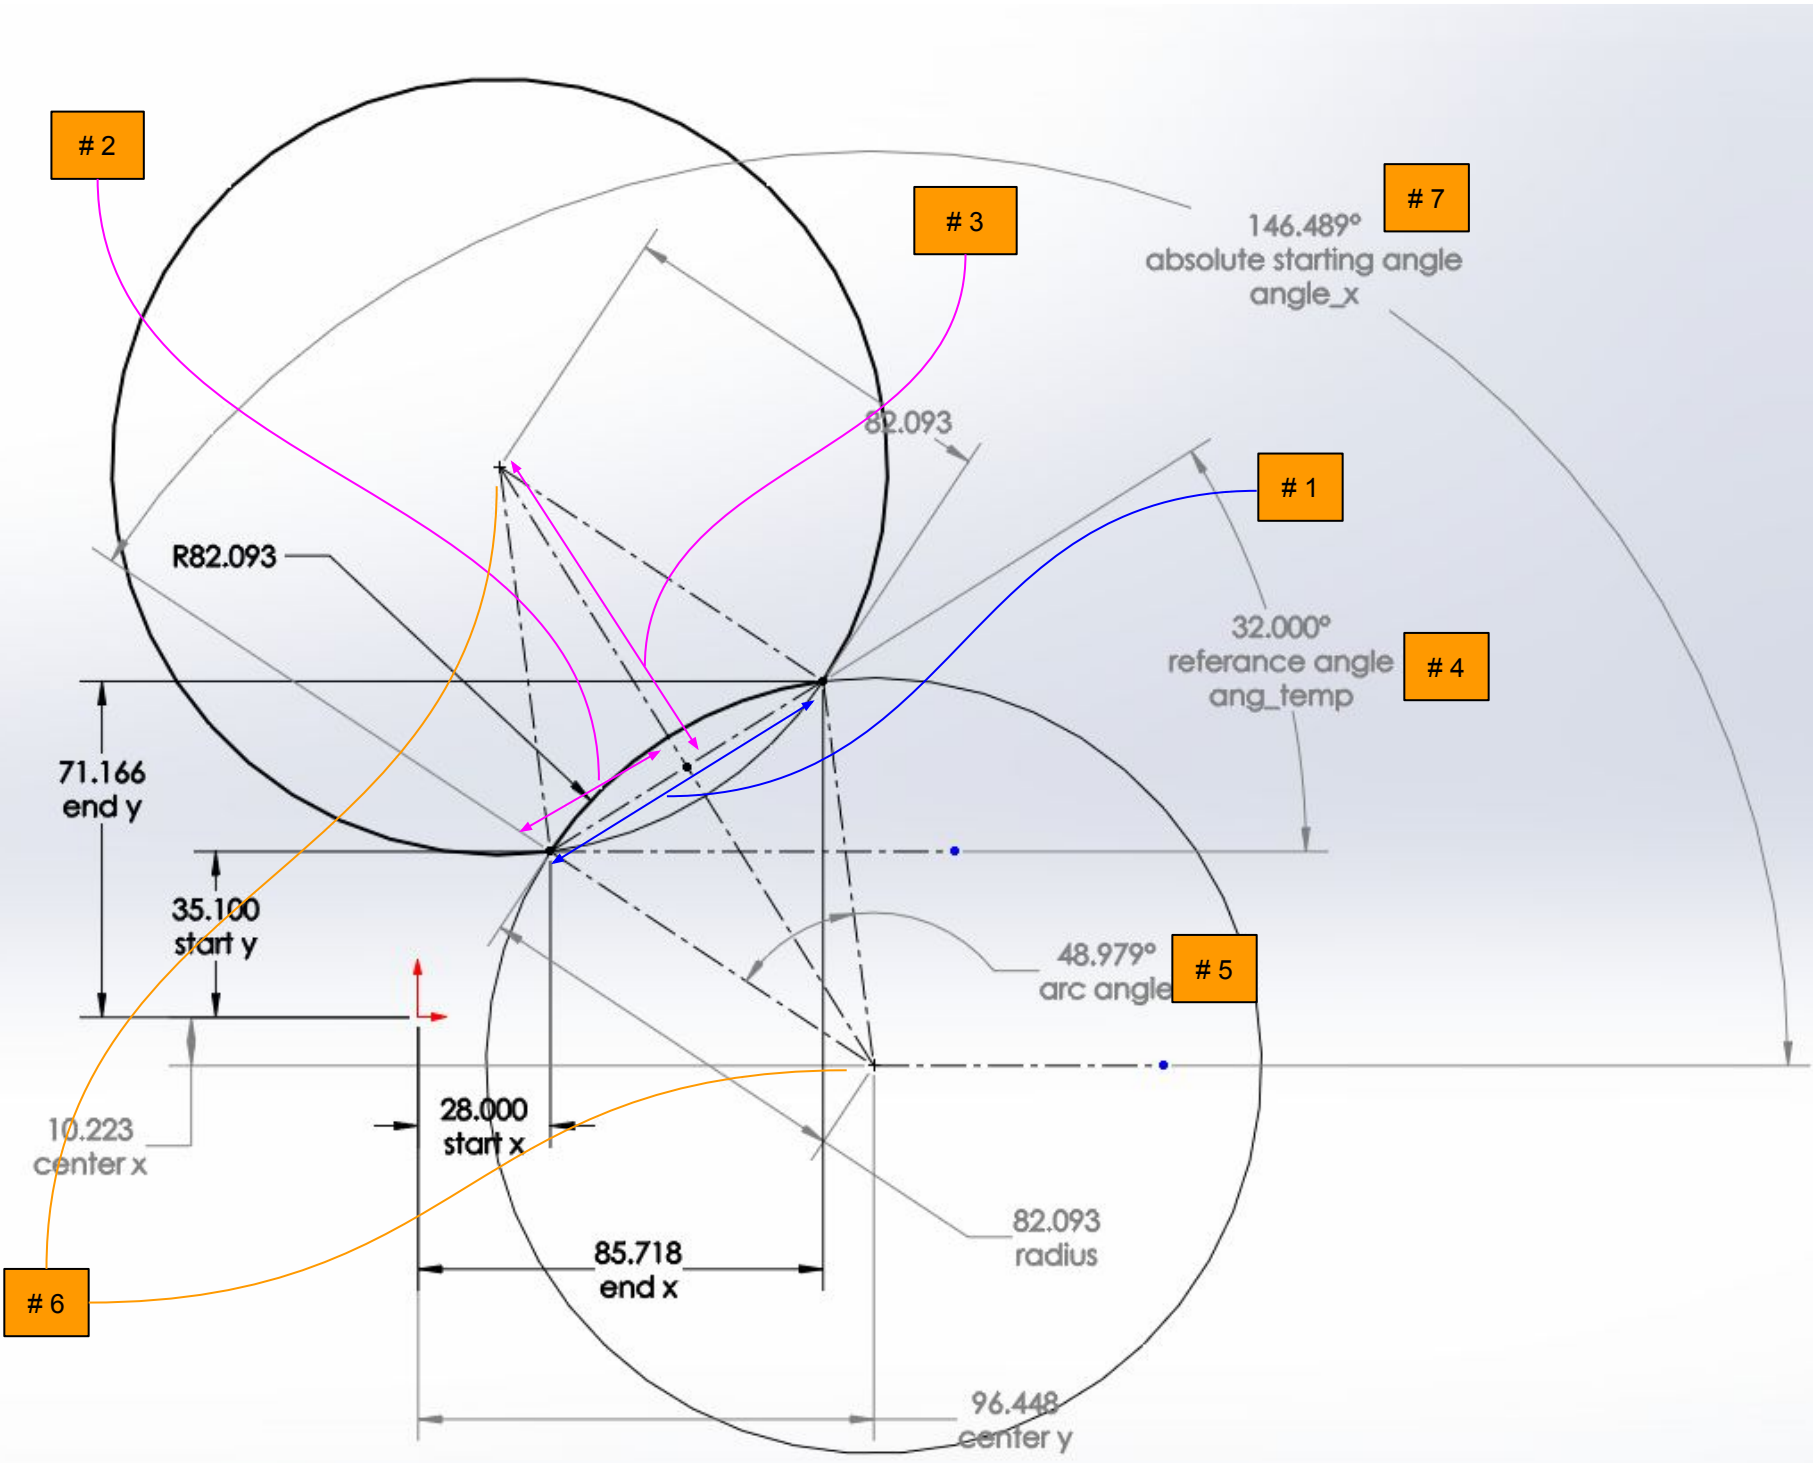 # 2
# 7
# 3
146.489°
absolute starting angle
angle_x
82.093
# 1
R82.093
32.000°
referance angle
ang_temp
# 4
71.166
end y
35.100
start y
48.979°
arc angle
# 5
10.223
center x
28.000
start x
82.093
radius
85.718
end x
# 6
96.448
center y